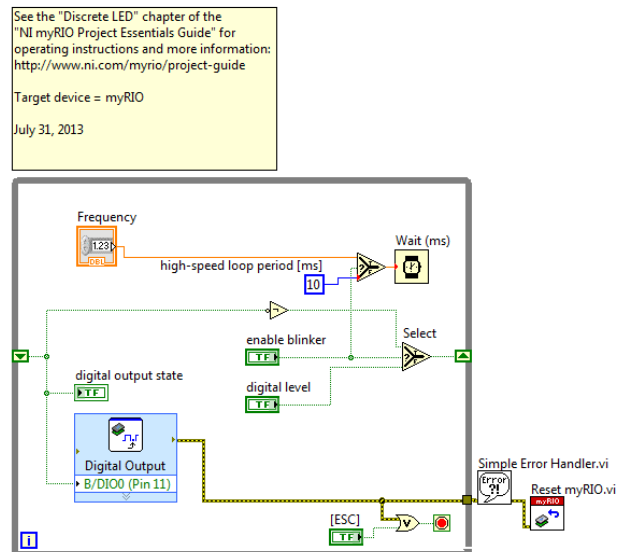 See the "Discrete LED" chapter of the
"NI myRIO Project Essentials Guide" for
operating instructions and more information:
http://www.ni.com/myrio/project-guide
Target device = myRIO
July 31, 2013
Frequency
1.23
DBL
Wait (ms)
high-speed loop period [ms]
10
enable blinker
TF
Select
digital output state
TF
digital level
TF
Digital Output
B/DIO0 (Pin 11)
Simple Error Handler.vi
Error
?!
Reset myRIO.vi
myRIO
[ESC]
TF
V
i